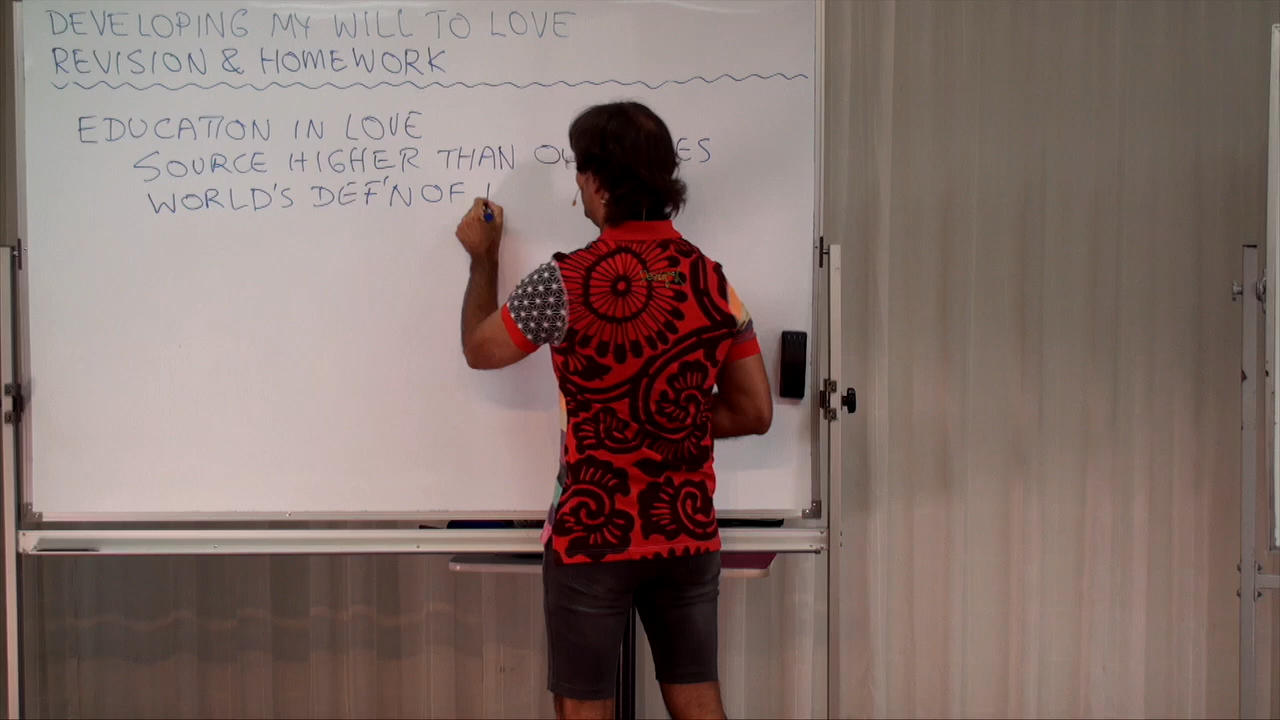 DEVELOPING MY WILL TO LOVE
REVISION & HOMEWORK
EDUCATION IN LOVE
SOURCE HIGHER THAN
WORLD'S DEF'N OF